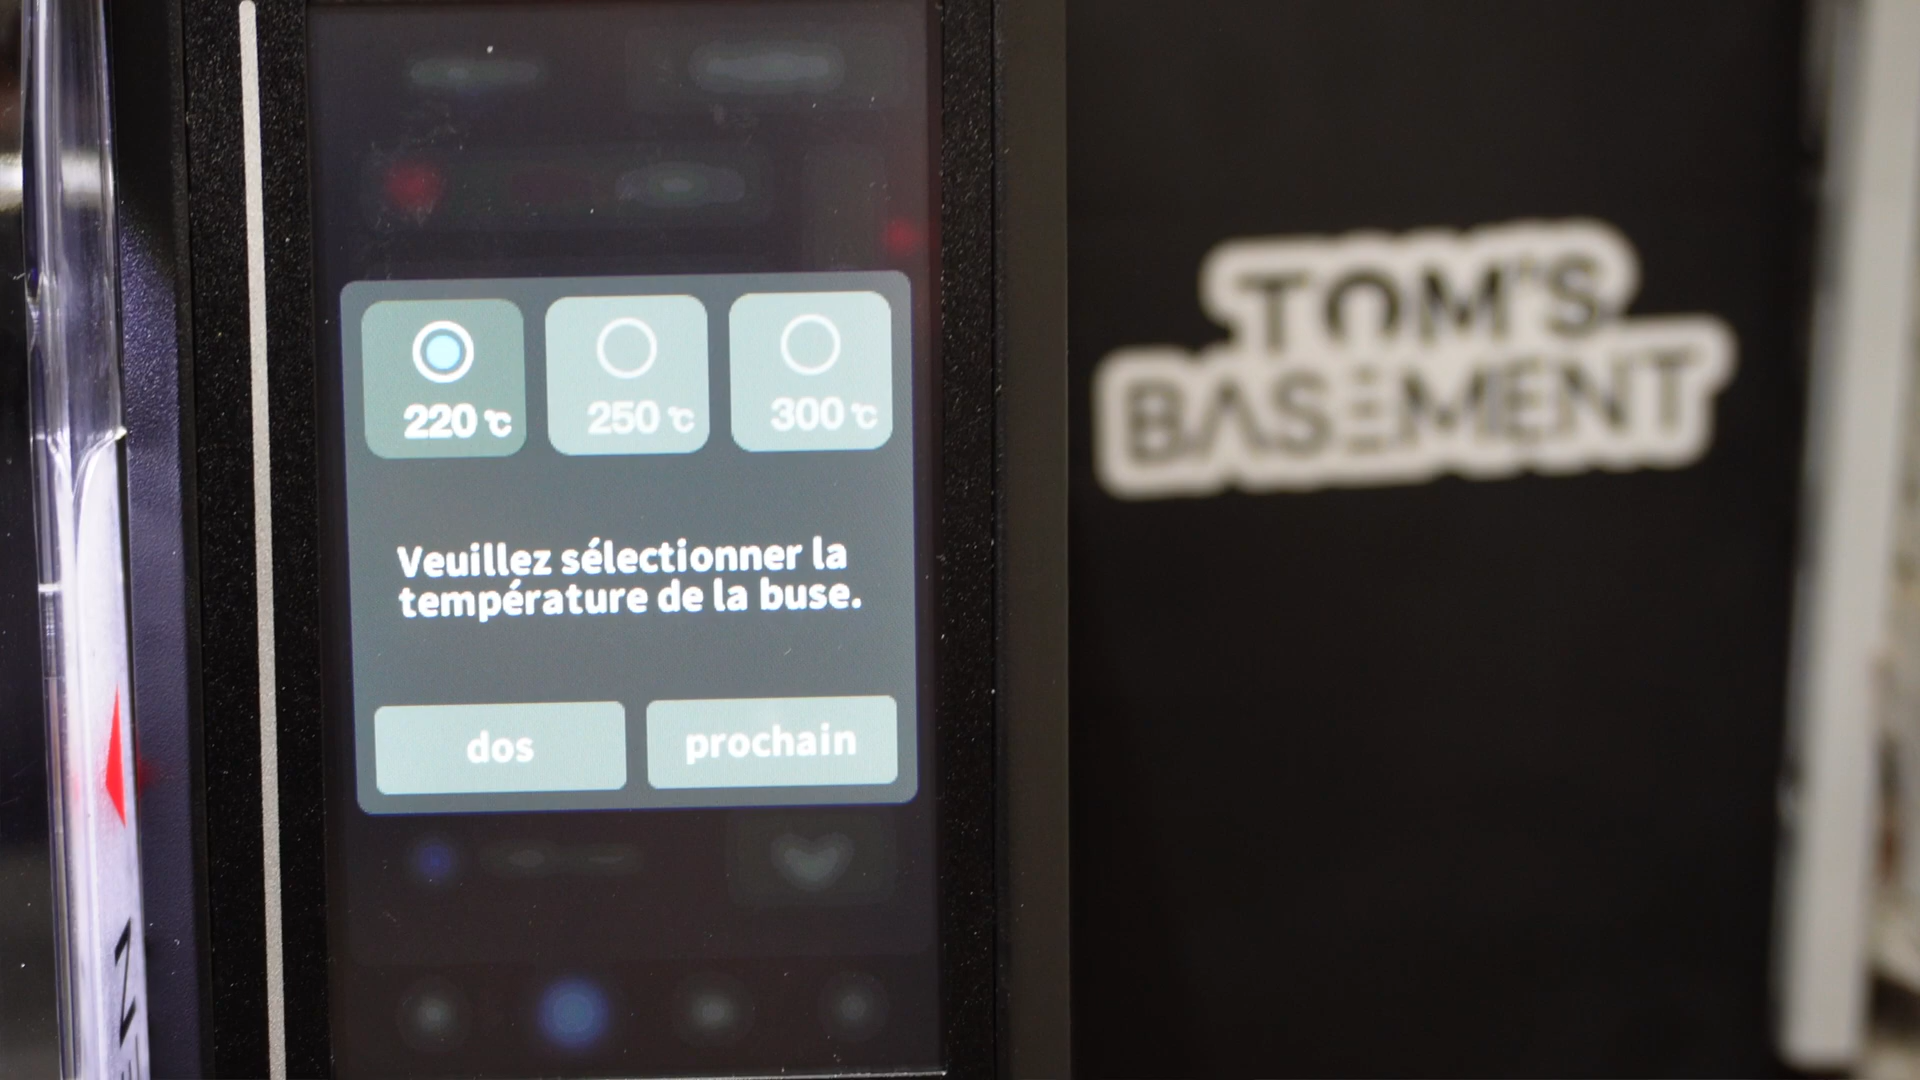 220 ℃ 250 ℃ 300 ℃
Veuillez sélectionner la
température de la buse.
dos prochain
TOM'S
BASEMENT